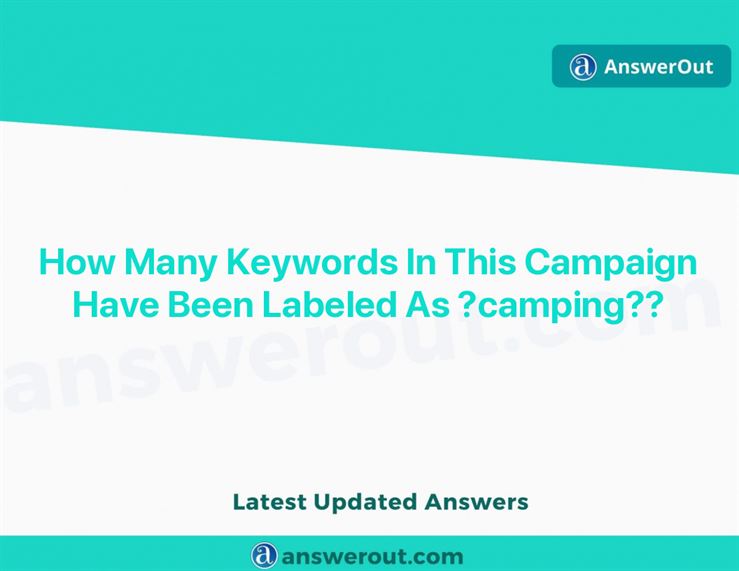 AnswerOut
How Many Keywords In This Campaign
Have Been Labeled As ?camping??
answerout.com
Latest Updated Answers
answerout.com